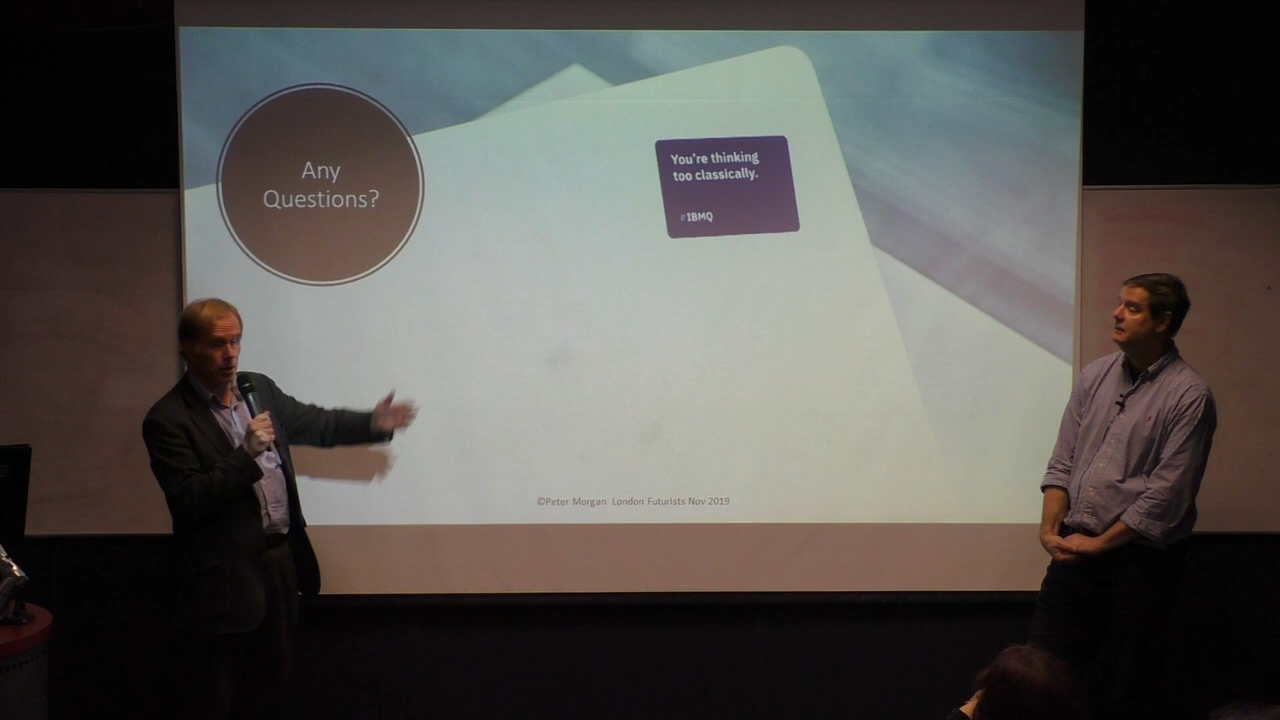 Any
Questions?
You're thinking
too classically.
#IBMQ
©Peter Morgan London Futurists Nov 2019